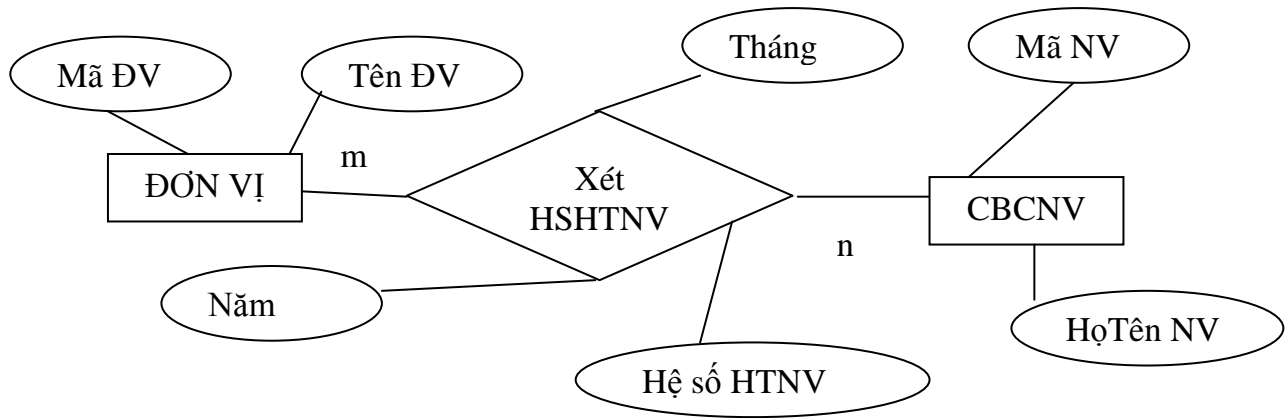 Tháng
Mã NV
Mã ĐV
Tên ĐV
m
ĐƠN VỊ
Xét
HSHTNV
CBCNV
n
Năm
HọTên NV
Hệ số HTNV